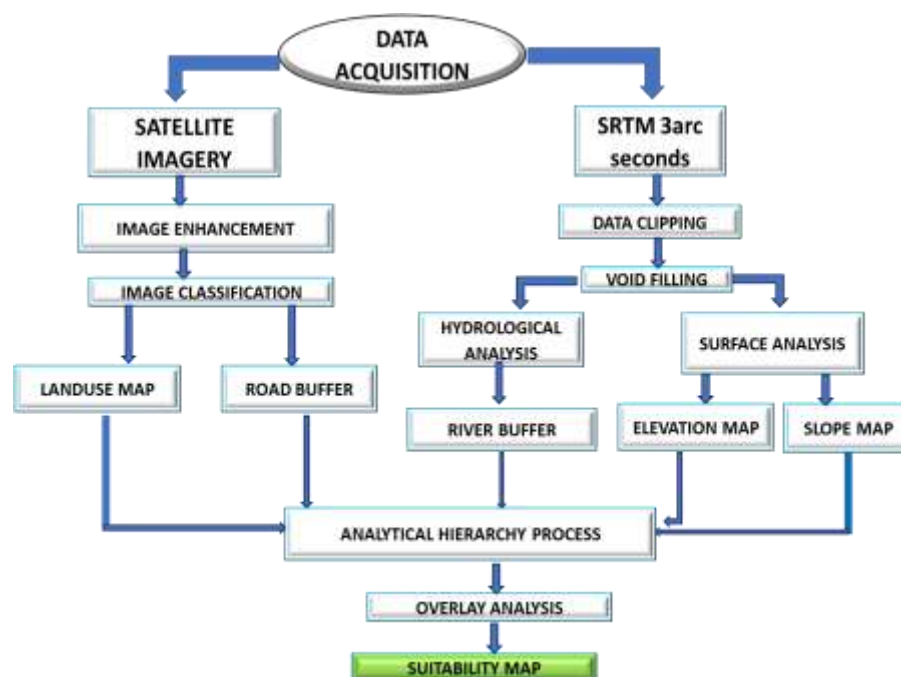 DATA
ACQUISITION
SATELLITE
IMAGERY
SRTM 3arc
seconds
IMAGE ENHANCEMENT
DATA CLIPPING
IMAGE CLASSIFICATION
VOID FILLING
HYDROLOGICAL
ANALYSIS
SURFACE ANALYSIS
LANDUSE MAP
ROAD BUFFER
RIVER BUFFER
ELEVATION MAP
SLOPE MAP
ANALYTICAL HIERARCHY PROCESS
OVERLAY ANALYSIS
SUITABILITY MAP